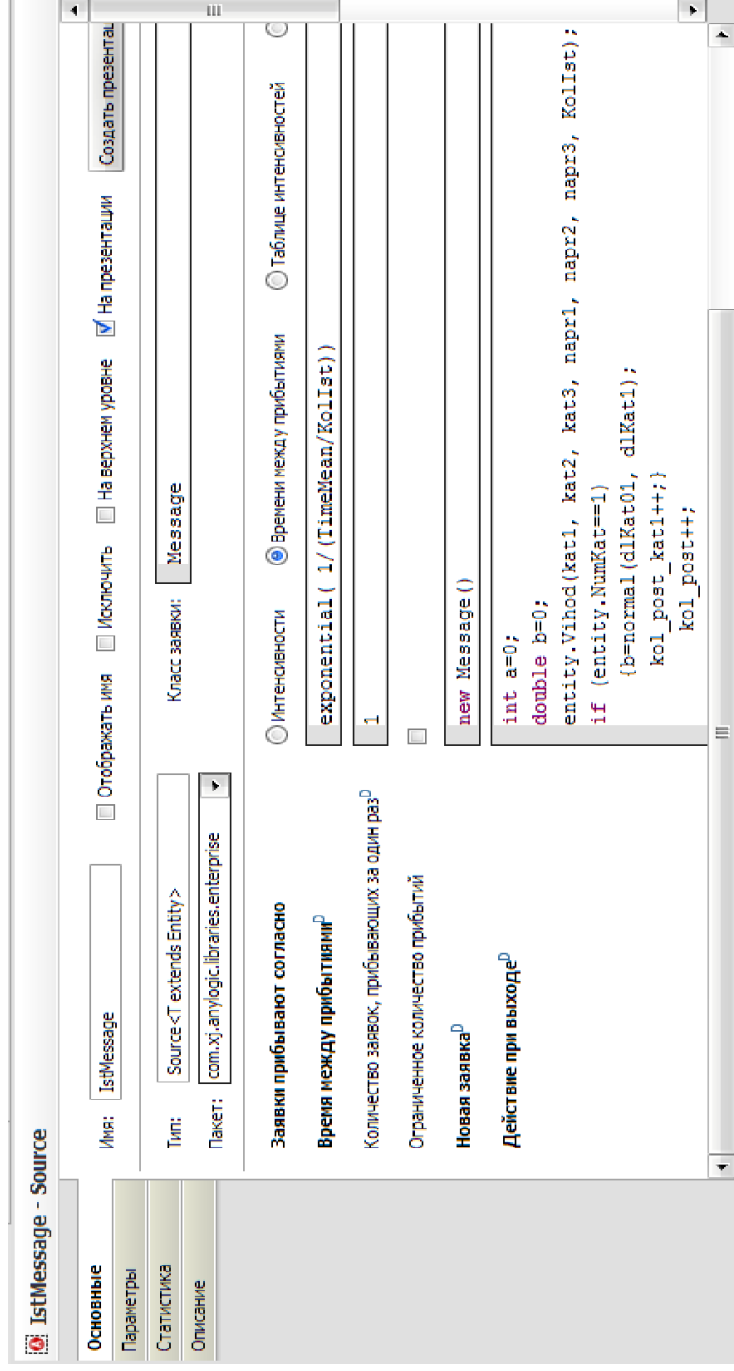 IstMessage - Source
Основные
Параметры
Статистика
Описание
Имя: IstMessage Отображать имя Исключить На верхнем уровне На презентации Создать презента
Тип: Source<T extends Entity> Класс заявки: Message
Пакет: com.xj.anylogic.libraries.enterprise
Заявки прибывают согласно Интенсивности Времени между прибытиями Таблице интенсивностей
Время между прибытиямиD exponential( 1/(TimeMean/KolIst))
Количество заявок, прибывающих за один разD 1
Ограниченное количество прибытий
Новая заявкаD new Message()
Действие при выходеD int a=0;
double b=0;
entity.Vihod(kat1, kat2, kat3, napr1, napr2, napr3, KolIst);
if (entity.NumKat==1)
{b=normal(dlKat01, dlKat1);
kol_post_kat1++;}
kol_post++;